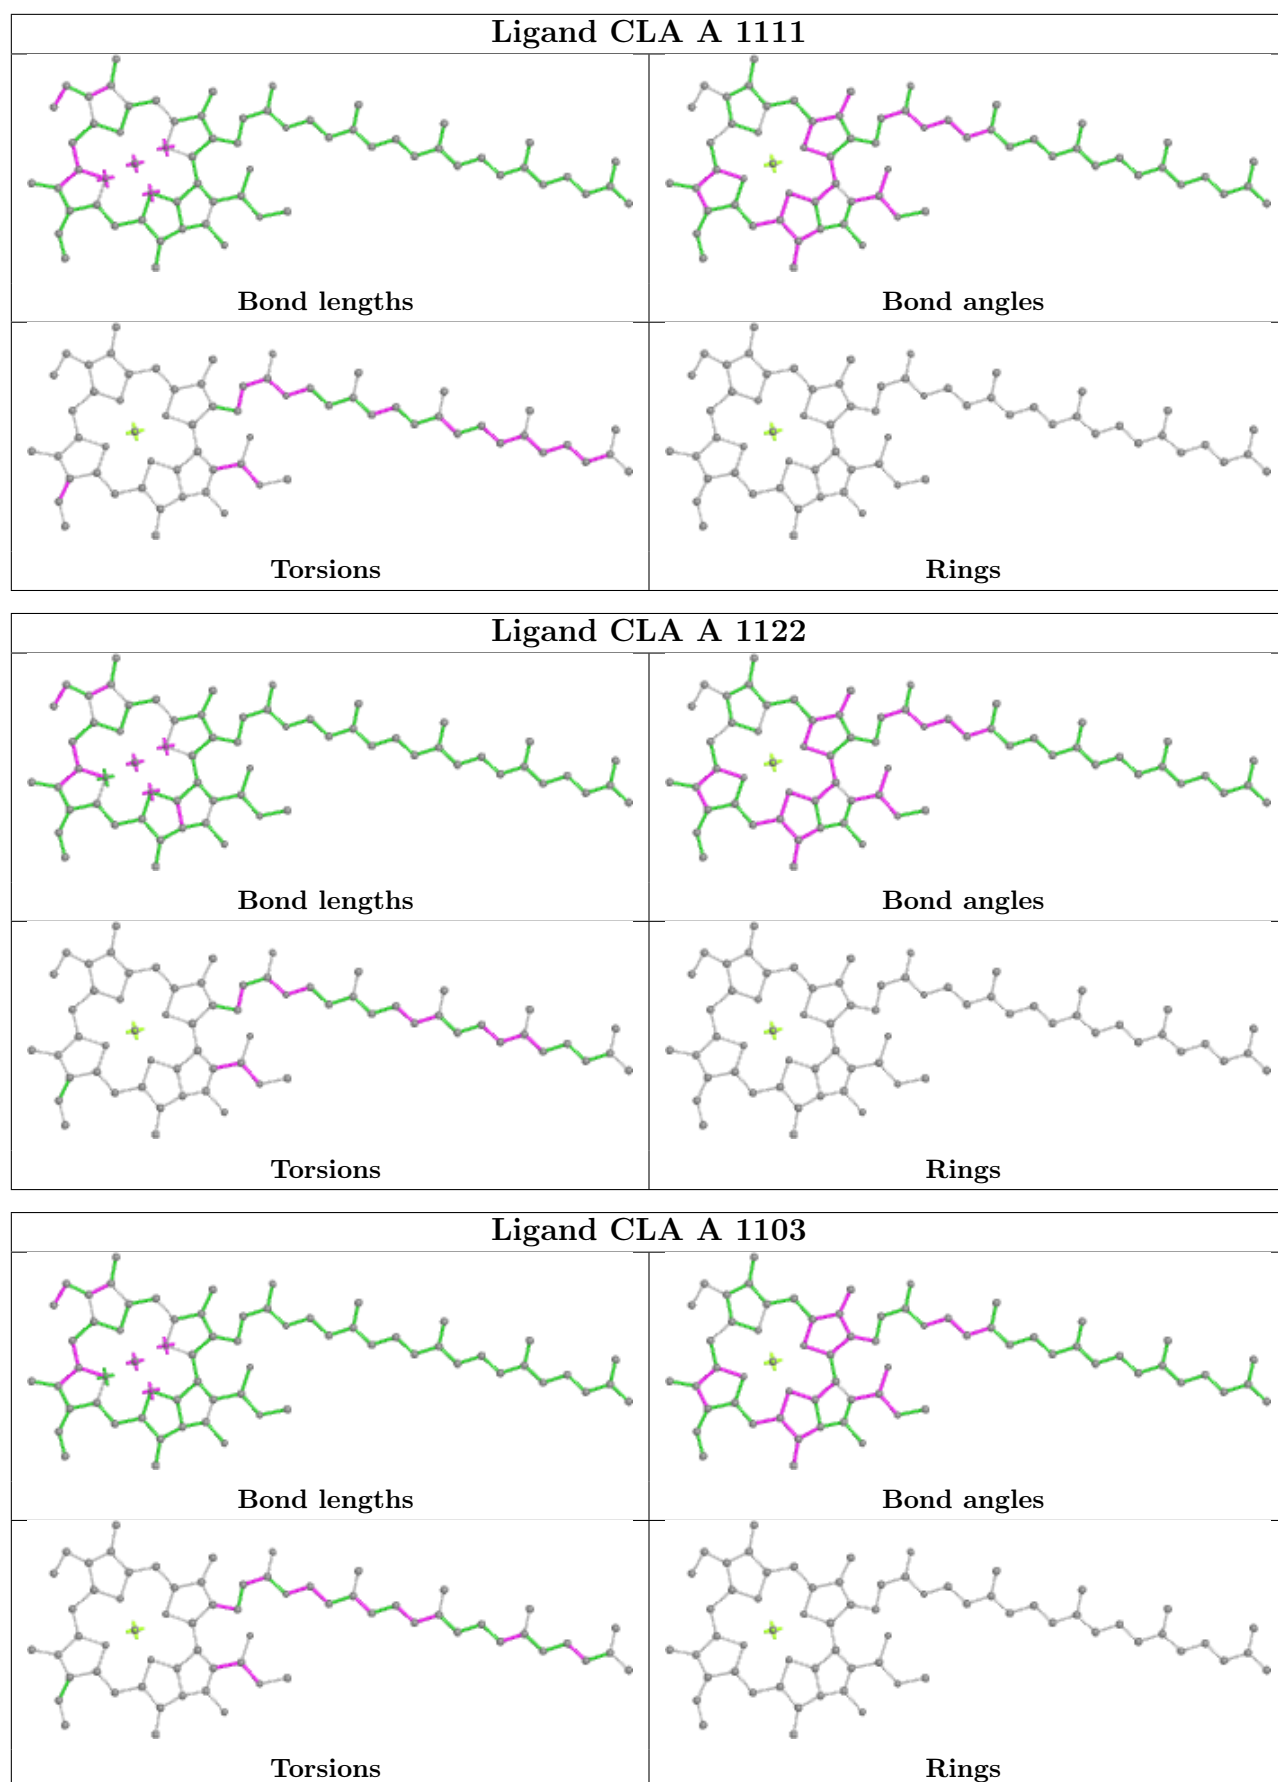 Ligand CLA A 1111
Bond lengths
Bond angles
Torsions
Rings
Ligand CLA A 1122
Bond lengths
Bond angles
Torsions
Rings
Ligand CLA A 1103
Bond lengths
Bond angles
Torsions
Rings